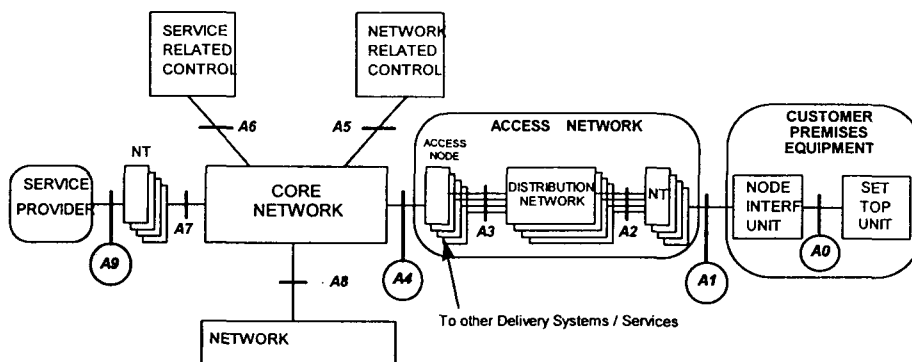 SERVICE
RELATED
CONTROL
NETWORK
RELATED
CONTROL
A6
A5
ACCESS NETWORK
CUSTOMER
PREMISES
EQUIPMENT
ACCESS
NODE
NT
SERVICE
PROVIDER
CORE
NETWORK
DISTRIBUTION
NETWORK
NT
NODE
INTERF
UNIT
SET
TOP
UNIT
A9
A7
A4
A3
A2
A1
A0
A8
To other Delivery Systems / Services
NETWORK